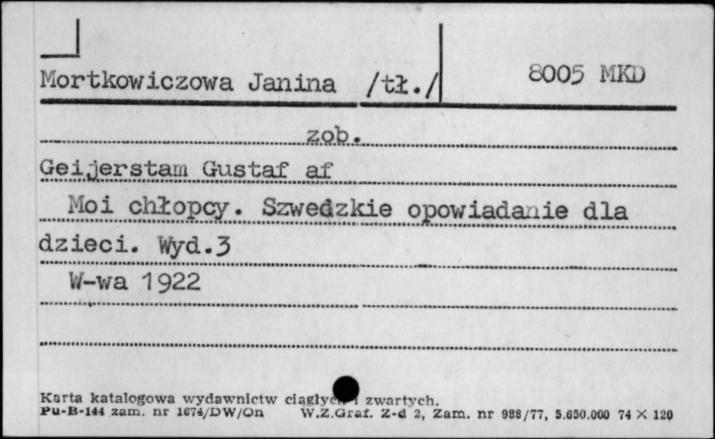 Mortkowiczowa Janina /tł./ 8005 MKD
zob.
Geijerstam Gustaf af
Moi chłopcy. Szwedzkie opowiadanie dla
dzieci. Wyd.3
W-wa 1922
Karta katalogowa wydawnictw i zwartych.
Pu-B-144 zam. nr 1674/DW/On W.Z.Graf. Z-d 2, Zam. nr 988/77, 5.650.000 74 × 120